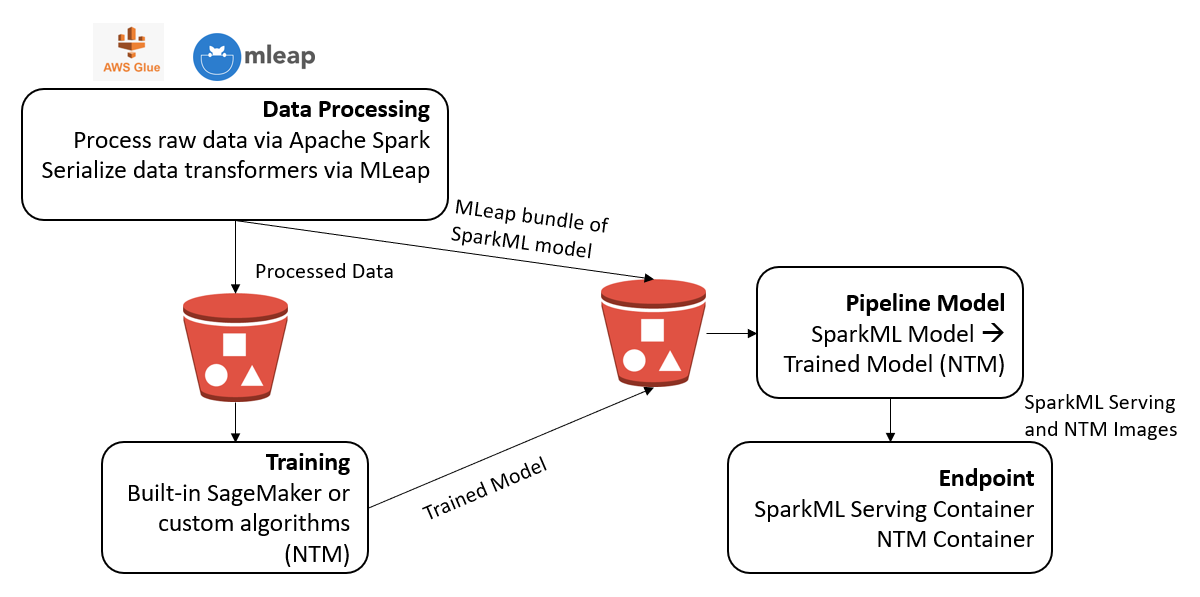 AWS Glue
mleap
Data Processing
Process raw data via Apache Spark
Serialize data transformers via MLeap
MLeap bundle of
SparkML model
Processed Data
Pipeline Model
SparkML Model →
Trained Model (NTM)
SparkML Serving
and NTM Images
Training
Built-in SageMaker or
custom algorithms
(NTM)
Trained Model
Endpoint
SparkML Serving Container
NTM Container